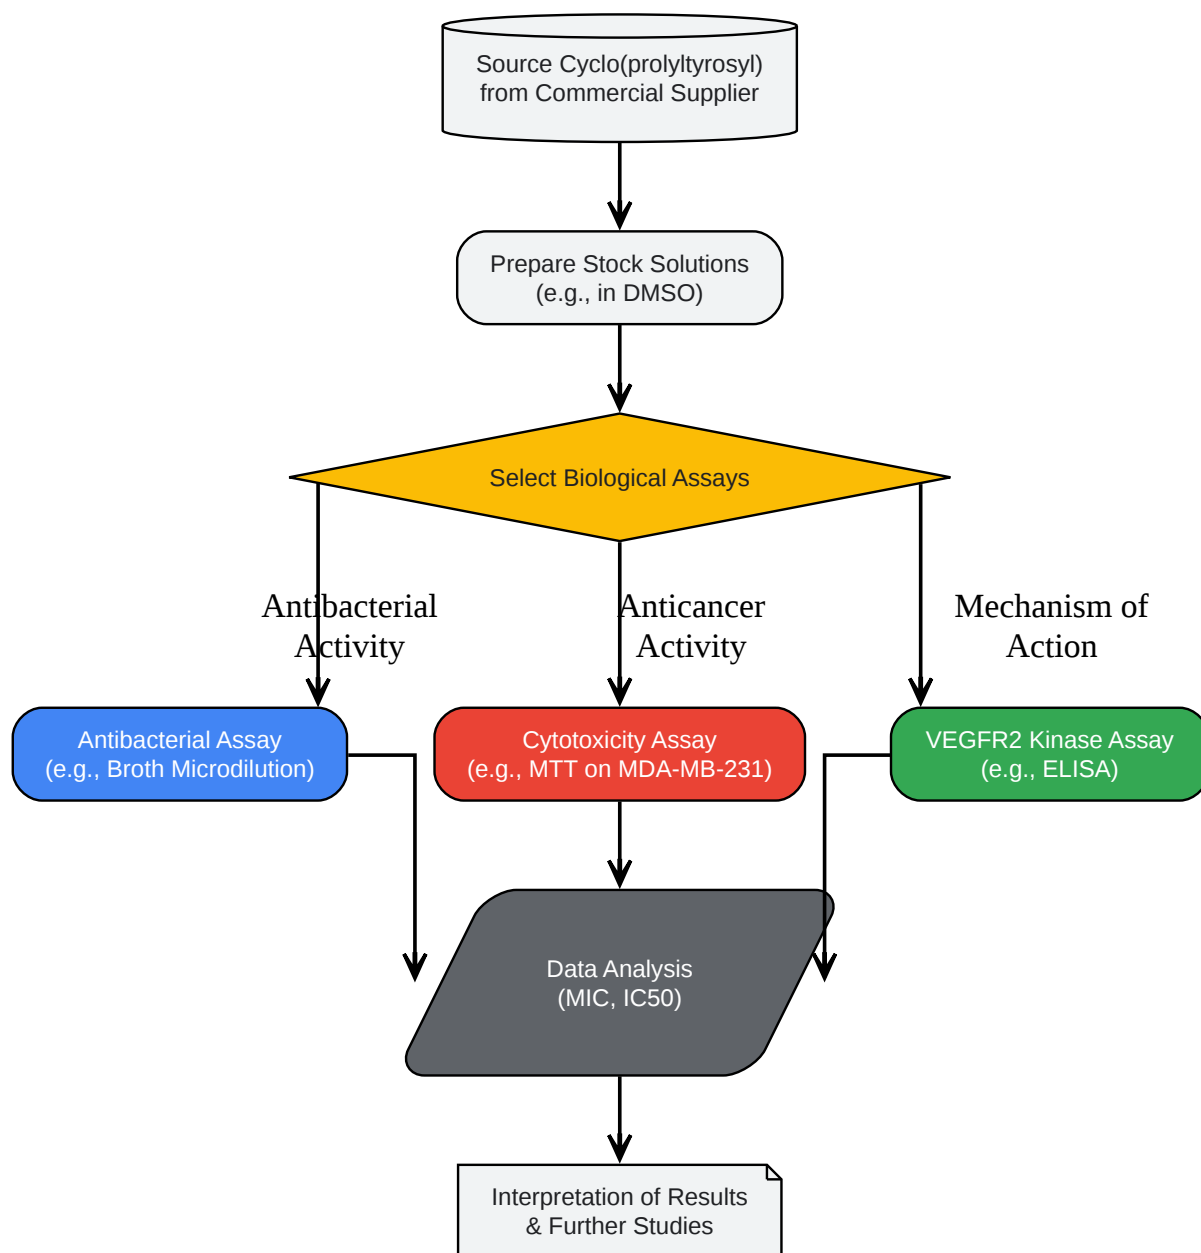 Source Cyclo(prolyltyrosyl)
from Commercial Supplier
Prepare Stock Solutions
(e.g., in DMSO)
Select Biological Assays
Antibacterial
Activity
Anticancer
Activity
Mechanism of
Action
Antibacterial Assay
(e.g., Broth Microdilution)
Cytotoxicity Assay
(e.g., MTT on MDA-MB-231)
VEGFR2 Kinase Assay
(e.g., ELISA)
Data Analysis
(MIC, IC50)
Interpretation of Results
& Further Studies